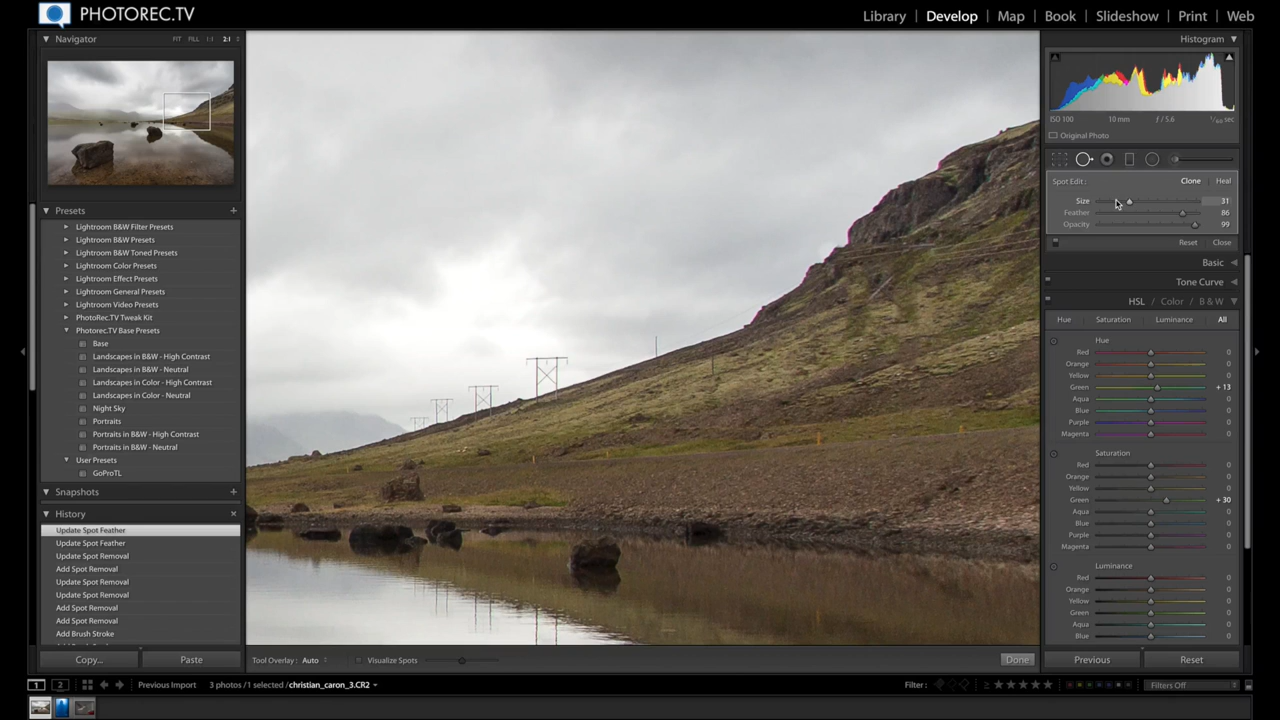 PHOTOREC.TV
Library | Develop | Map | Book | Slideshow | Print | Web
Navigator FIT FILL 1:1 2:1
Histogram
ISO 100 10 mm ƒ / 5.6 1/60 sec
Original Photo
Spot Edit : Clone Heal
Size 31
Feather 86
Opacity 99
Reset Close
Basic
Tone Curve
HSL / Color / B & W
Hue Saturation Luminance All
Hue
Red 0
Orange 0
Yellow 0
Green + 13
Aqua 0
Blue 0
Purple 0
Magenta 0
Saturation
Red 0
Orange 0
Yellow 0
Green + 30
Aqua 0
Blue 0
Purple 0
Magenta 0
Luminance
Red 0
Orange 0
Yellow 0
Green 0
Aqua 0
Blue 0
Previous Reset
Presets
Lightroom B&W Filter Presets
Lightroom B&W Presets
Lightroom B&W Toned Presets
Lightroom Color Presets
Lightroom Effect Presets
Lightroom General Presets
Lightroom Video Presets
PhotoRec.TV Tweak Kit
Photorec.TV Base Presets
Base
Landscapes in B&W - High Contrast
Landscapes in B&W - Neutral
Landscapes in Color - High Contrast
Landscapes in Color - Neutral
Night Sky
Portraits
Portraits in B&W - High Contrast
Portraits in B&W - Neutral
User Presets
GoProTL
Snapshots
History
Update Spot Feather
Update Spot Feather
Update Spot Removal
Add Spot Removal
Update Spot Removal
Update Spot Removal
Add Spot Removal
Add Spot Removal
Add Brush Stroke
Copy... Paste
Tool Overlay : Auto Visualize Spots Done
1 2 Previous Import 3 photos / 1 selected / christian_caron_3.CR2
Filter : Filters Off